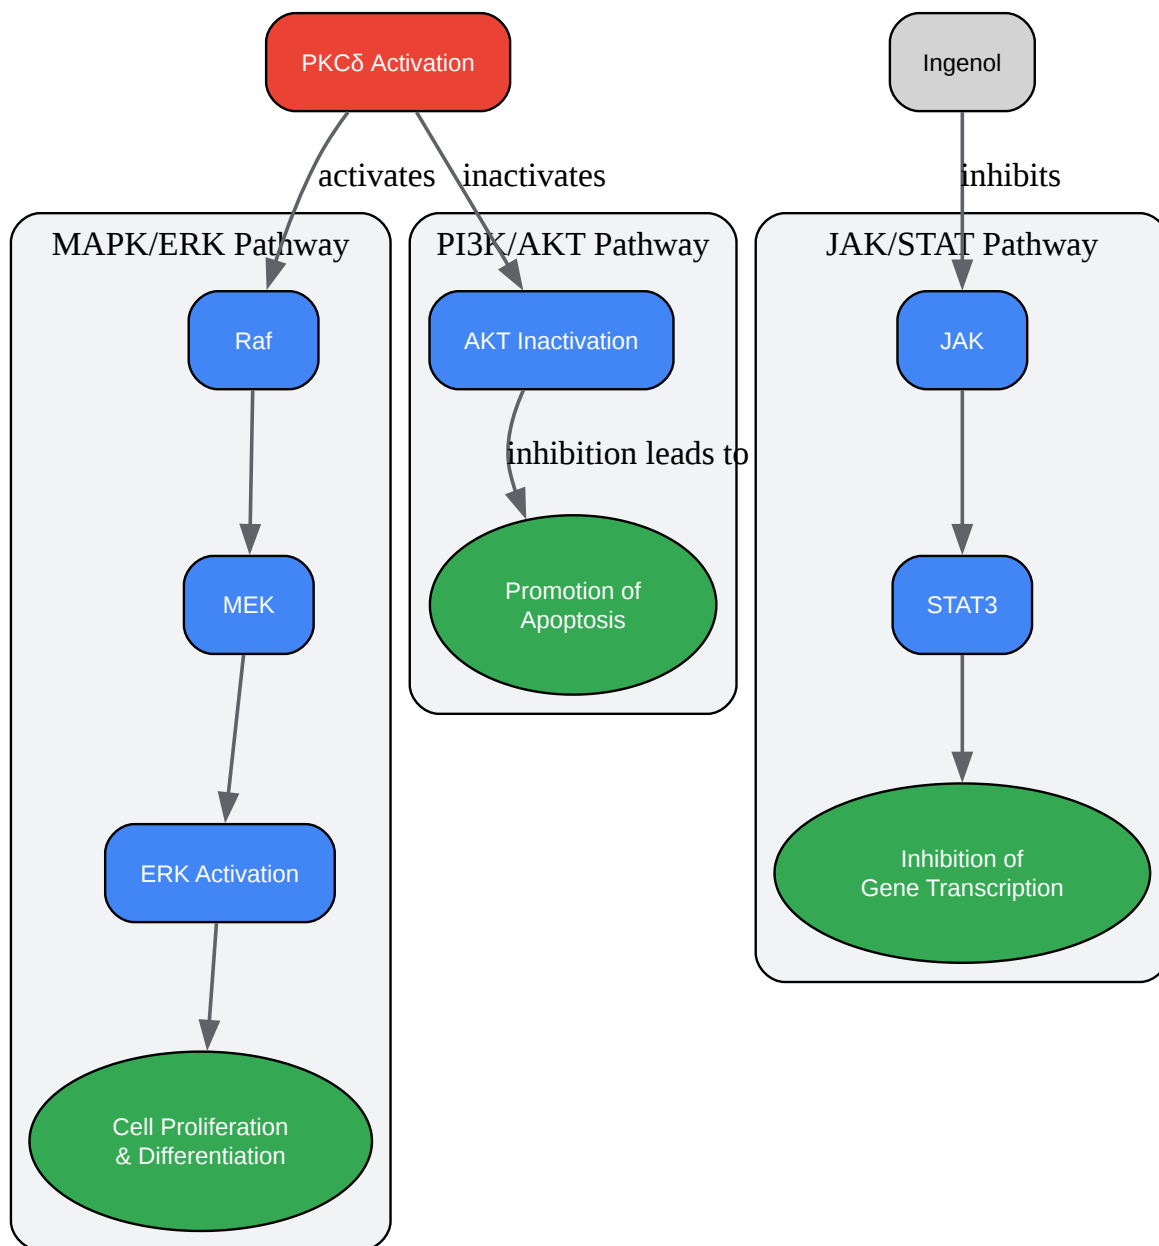 PKCδ Activation
Ingenol
activates
inactivates
inhibits
MAPK/ERK Pathway
PI3K/AKT Pathway
JAK/STAT Pathway
Raf
AKT Inactivation
JAK
inhibition leads to
MEK
Promotion of
Apoptosis
STAT3
ERK Activation
Inhibition of
Gene Transcription
Cell Proliferation
& Differentiation